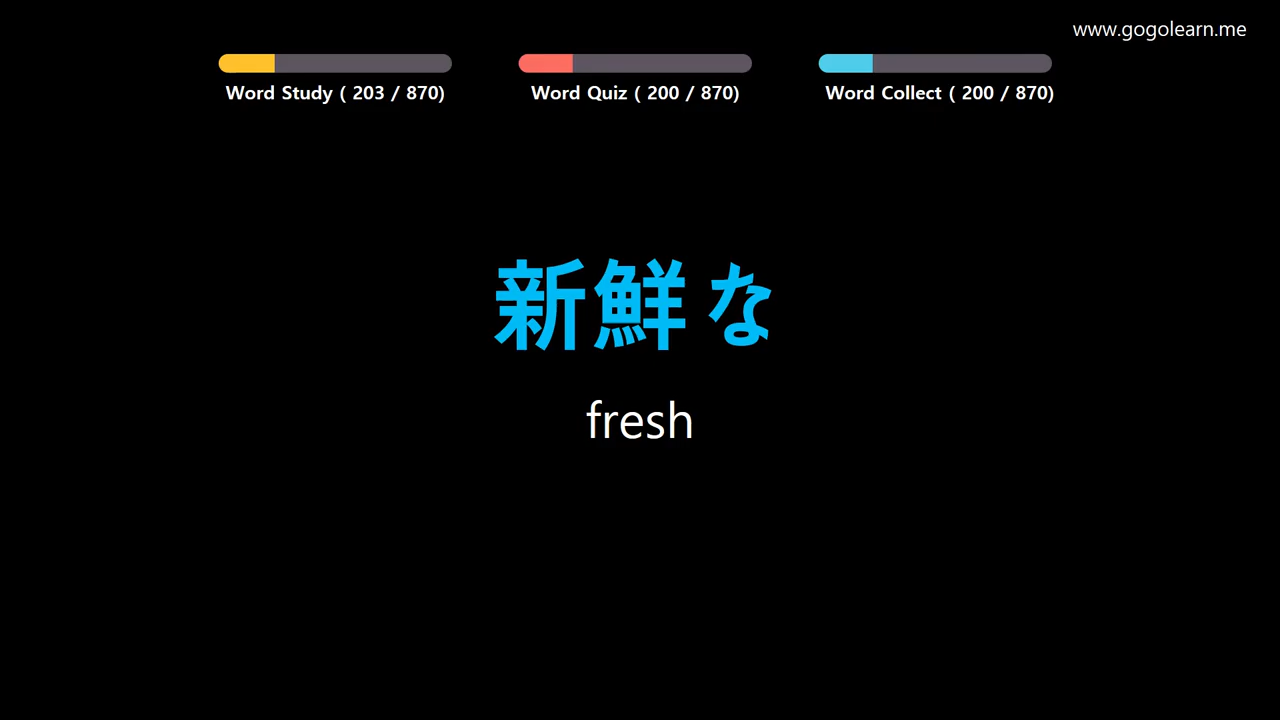 www.gogolearn.me
Word Study ( 203 / 870)
Word Quiz ( 200 / 870)
Word Collect ( 200 / 870)
新鮮な
fresh